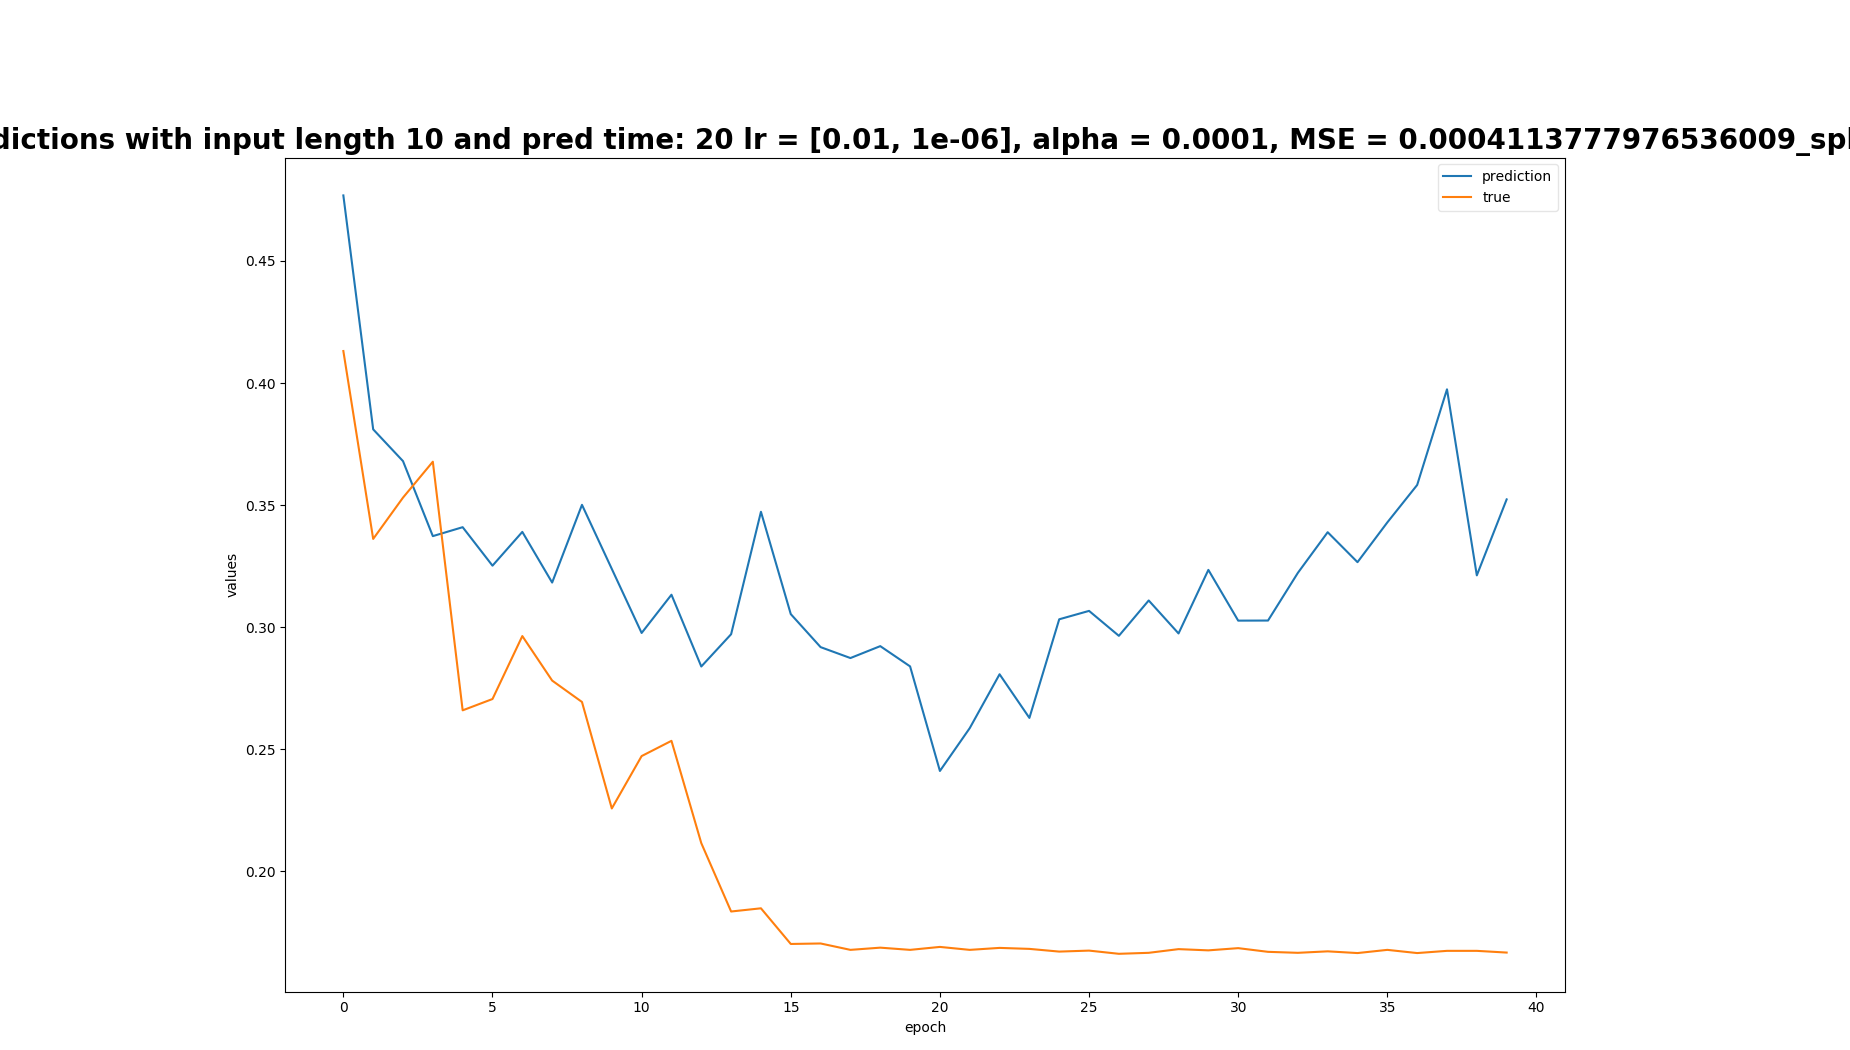 dictions with input length 10 and pred time: 20 lr = [0.01, 1e-06], alpha = 0.0001, MSE = 0.0004113777976536009_spl
prediction
true
0.45
0.40
0.35
0.30
0.25
0.20
values
0 5 10 15 20 25 30 35 40
epoch